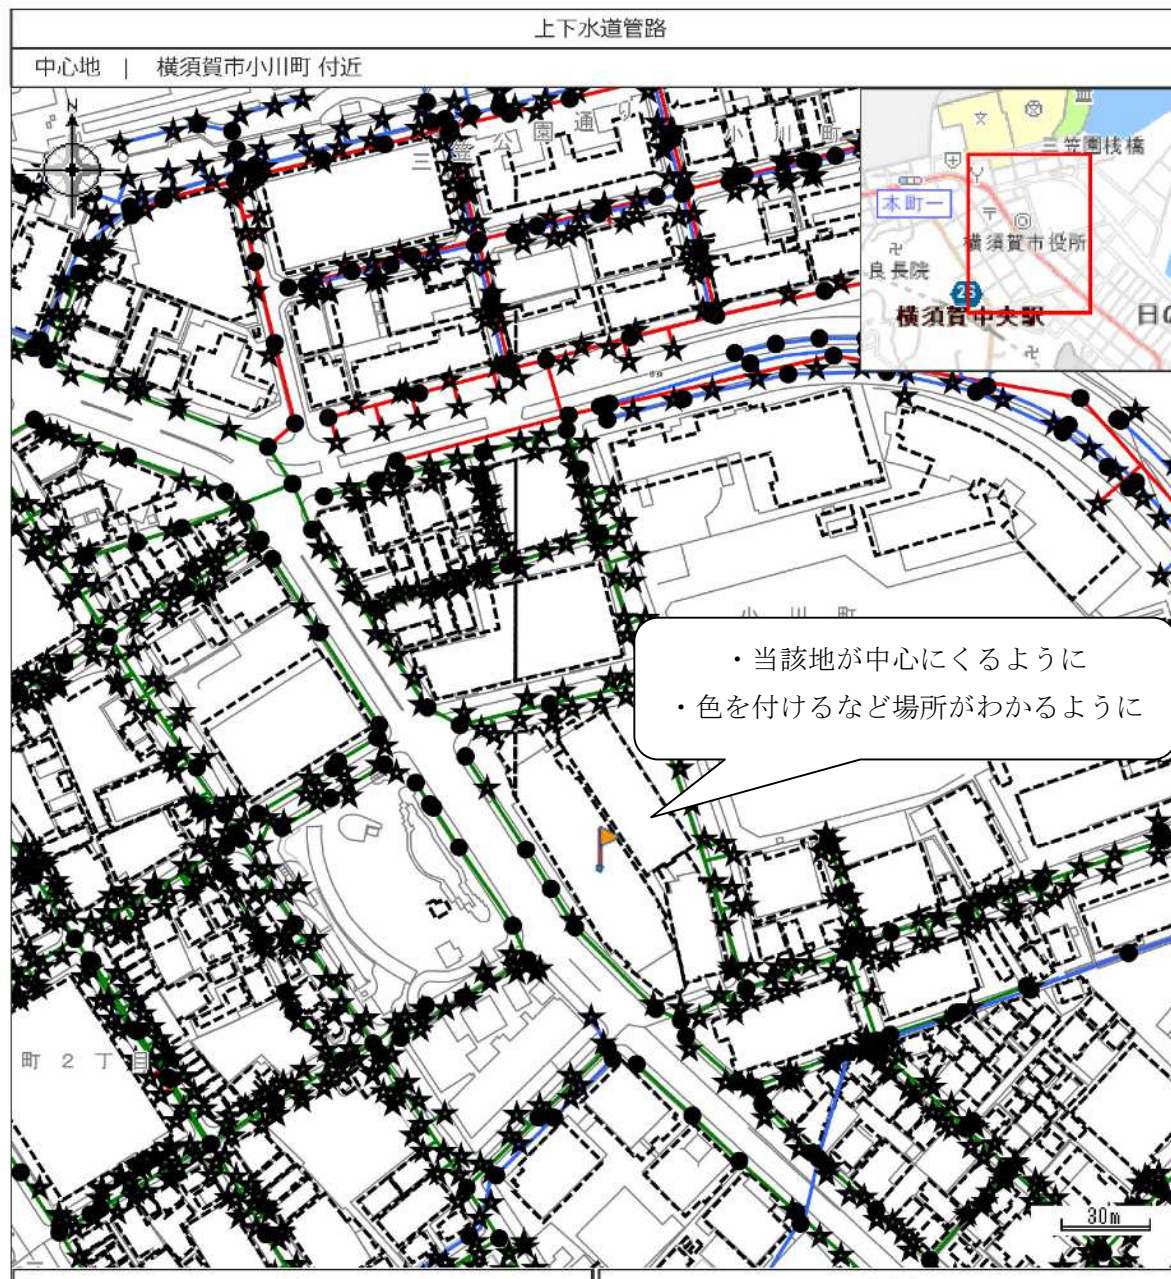 上下水道管路
中心地 | 横須賀市小川町 付近
N
三笠公園通り
小川町
三笠園桟橋
本町一
横須賀市役所
良長院
横須賀中央駅
日の
小川町
・当該地が中心にくるように
・色を付けるなど場所がわかるように
町2丁目
30m